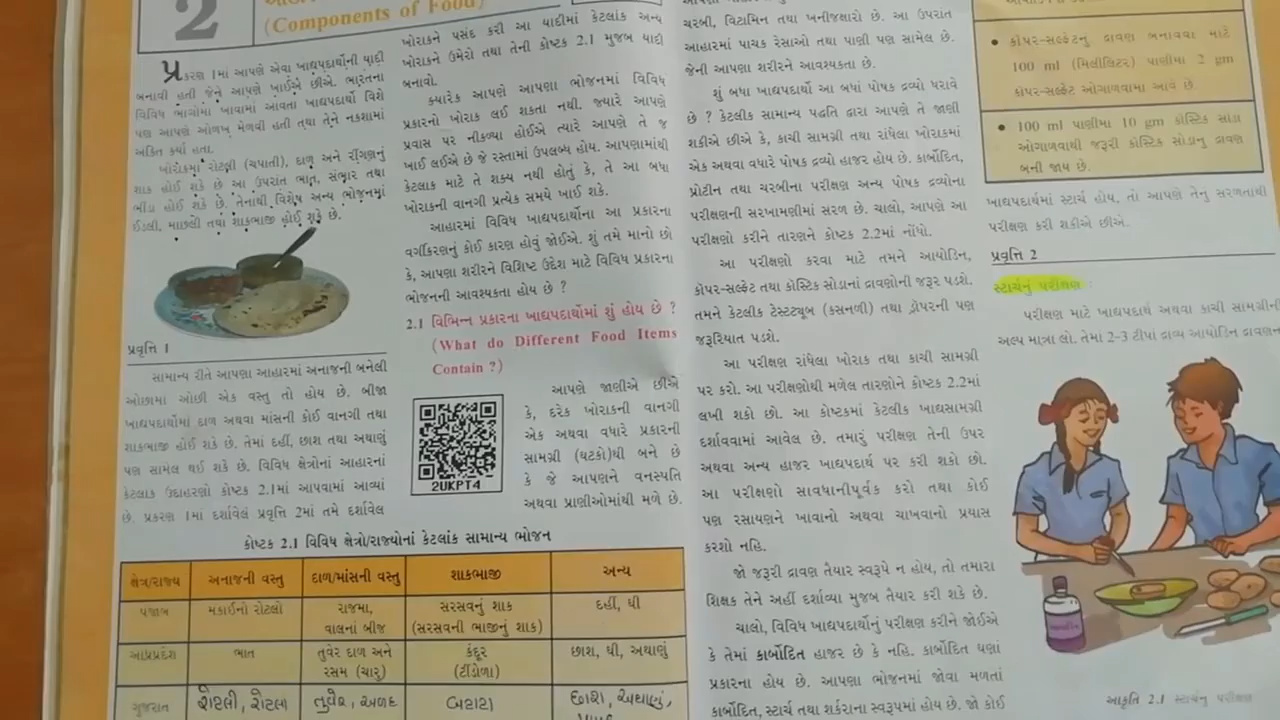 2
(Components of Food)
પ્રકરણ 1માં આપણે એવા ખાદ્યપદાર્થોની યાદી
બનાવી હતી જેને આપણે ખાઈએ છીએ. ભારતના
વિવિધ ભાગોમાં ખાવામાં આવતા ખાદ્યપદાર્થો વિશે
પણ આપણે ઓળખ મેળવી હતી તથા તેને નકશામાં
અંકિત કર્યા હતા.
ખોરાકમાં રોટલી (ચપાતી), દાળ અને રીંગણનું
શાક હોઈ શકે છે આ ઉપરાંત ભાત, સંભાર તથા
ભીંડા હોઈ શકે છે. તેનાથી વિશેષ અન્ય ભોજનમાં
ઈડલી, માછલી તથા શાકભાજી હોઈ શકે છે.
પ્રવૃત્તિ 1
સામાન્ય રીતે આપણા આહારમાં અનાજની બનેલી
ઓછામાં ઓછી એક વસ્તુ તો હોય છે. બીજા
ખાદ્યપદાર્થોમાં દાળ અથવા માંસની કોઈ વાનગી તથા
શાકભાજી હોઈ શકે છે. તેમાં દહીં, છાશ તથા અથાણું
પણ સામેલ થઈ શકે છે. વિવિધ ક્ષેત્રોનાં આહારનાં
કેટલાક ઉદાહરણો કોષ્ટક 2.1માં આપવામાં આવ્યાં
છે. પ્રકરણ 1માં દર્શાવેલ પ્રવૃત્તિ 2માં તમે દર્શાવેલ
ખોરાકને પસંદ કરી આ યાદીમાં કેટલાંક અન્ય
ખોરાકને ઉમેરો તથા તેની કોષ્ટક 2.1 મુજબ યાદી
બનાવો.
ક્યારેક આપણે આપણા ભોજનમાં વિવિધ
પ્રકારનો ખોરાક લઈ શકતા નથી. જ્યારે આપણે
પ્રવાસ પર નીકળ્યા હોઈએ ત્યારે આપણે તે જ
ખાઈ લઈએ છે જે રસ્તામાં ઉપલબ્ધ હોય. આપણામાંથી
કેટલાક માટે તે શક્ય નથી હોતું કે, તે આ બધા
ખોરાકની વાનગી પ્રત્યેક સમયે ખાઈ શકે.
આહારમાં વિવિધ ખાદ્યપદાર્થોના આ પ્રકારના
વર્ગીકરણનું કોઈ કારણ હોવું જોઈએ. શું તમે માનો છો
કે, આપણા શરીરને વિશિષ્ટ ઉદ્દેશ માટે વિવિધ પ્રકારના
ભોજનની આવશ્યકતા હોય છે ?
2.1 વિભિન્ન પ્રકારના ખાદ્યપદાર્થોમાં શું હોય છે ?
(What do Different Food Items
Contain ?)
2UKPT4
આપણે જાણીએ છીએ
કે, દરેક ખોરાકની વાનગી
એક અથવા વધારે પ્રકારની
સામગ્રી (ઘટકો)થી બને છે
કે જે આપણને વનસ્પતિ
અથવા પ્રાણીઓમાંથી મળે છે.
કોષ્ટક 2.1 વિવિધ ક્ષેત્રો/રાજ્યોનાં કેટલાંક સામાન્ય ભોજન
ક્ષેત્ર/રાજ્ય અનાજની વસ્તુ દાળ/માંસની વસ્તુ શાકભાજી અન્ય
પંજાબ મકાઈનો રોટલો રાજમા, સરસવનું શાક દહીં, ઘી
વાલનાં બીજ (સરસવની ભાજીનું શાક)
આંધ્રપ્રદેશ ભાત તુવેર દાળ અને કંદૂર છાશ, ઘી, અથાણું
રસમ (ચારુ) (ટીંડોળા)
ગુજરાત રોટલી, રોટલા તુવેર, અળદ બટાટા છાશ, અથાણું,
ચરબી, વિટામિન તથા ખનીજક્ષારો છે. આ ઉપરાંત
આહારમાં પાચક રેસાઓ તથા પાણી પણ સામેલ છે.
જેની આપણા શરીરને આવશ્યકતા છે.
શું બધા ખાદ્યપદાર્થો આ બધાં પોષક દ્રવ્યો ધરાવે
છે ? કેટલીક સામાન્ય પદ્ધતિ દ્વારા આપણે તે જાણી
શકીએ છીએ કે, કાચી સામગ્રી તથા રાંધેલા ખોરાકમાં
એક અથવા વધારે પોષક દ્રવ્યો હાજર હોય છે. કાર્બોદિત,
પ્રોટીન તથા ચરબીના પરીક્ષણ અન્ય પોષક દ્રવ્યોના
પરીક્ષણની સરખામણીમાં સરળ છે. ચાલો, આપણે આ
પરીક્ષણો કરીને તારણને કોષ્ટક 2.2માં નોંધો.
આ પરીક્ષણો કરવા માટે તમને આયોડિન,
કોપર-સલ્ફેટ તથા કોસ્ટિક સોડાનાં દ્રાવણોની જરૂર પડશે.
તમને કેટલીક ટેસ્ટટ્યૂબ (કસનળી) તથા ડ્રૉપરની પણ
જરૂરિયાત પડશે.
આ પરીક્ષણ રાંધેલા ખોરાક તથા કાચી સામગ્રી
પર કરો. આ પરીક્ષણોથી મળેલ તારણોને કોષ્ટક 2.2માં
લખી શકો છો. આ કોષ્ટકમાં કેટલીક ખાદ્યસામગ્રી
દર્શાવવામાં આવેલ છે. તમારું પરીક્ષણ તેની ઉપર
અથવા અન્ય હાજર ખાદ્યપદાર્થ પર કરી શકો છો.
આ પરીક્ષણો સાવધાનીપૂર્વક કરો તથા કોઈ
પણ રસાયણને ખાવાનો અથવા ચાખવાનો પ્રયાસ
કરશો નહિ.
જો જરૂરી દ્રાવણ તૈયાર સ્વરૂપે ન હોય, તો તમારા
શિક્ષક તેને અહીં દર્શાવ્યા મુજબ તૈયાર કરી શકે છે.
ચાલો, વિવિધ ખાદ્યપદાર્થોનું પરીક્ષણ કરીને જોઈએ
કે તેમાં કાર્બોદિત હાજર છે કે નહિ. કાર્બોદિત ઘણાં
પ્રકારના હોય છે. આપણા ભોજનમાં જોવા મળતાં
કાર્બોદિત, સ્ટાર્ચ તથા શર્કરાના સ્વરૂપમાં હોય છે. જો કોઈ
• કોપર-સલ્ફેટનું દ્રાવણ બનાવવા માટે
100 ml (મિલીલિટર) પાણીમાં 2 gm
કોપર-સલ્ફેટ ઓગાળવામાં આવે છે.
• 100 ml પાણીમાં 10 gm કોસ્ટિક સોડા
ઓગાળવાથી જરૂરી કોસ્ટિક સોડાનું દ્રાવણ
બની જાય છે.
ખાદ્યપદાર્થમાં સ્ટાર્ચ હોય, તો આપણે તેનું સરળતાથી
પરીક્ષણ કરી શકીએ છીએ.
પ્રવૃત્તિ 2
સ્ટાર્ચનું પરીક્ષણ :
પરીક્ષણ માટે ખાદ્યપદાર્થ અથવા કાચી સામગ્રીની
અલ્પ માત્રા લો. તેમાં 2-3 ટીપાં દ્રાવ્ય આયોડિન દ્રાવણનાં
આકૃતિ 2.1 સ્ટાર્ચનું પરીક્ષણ